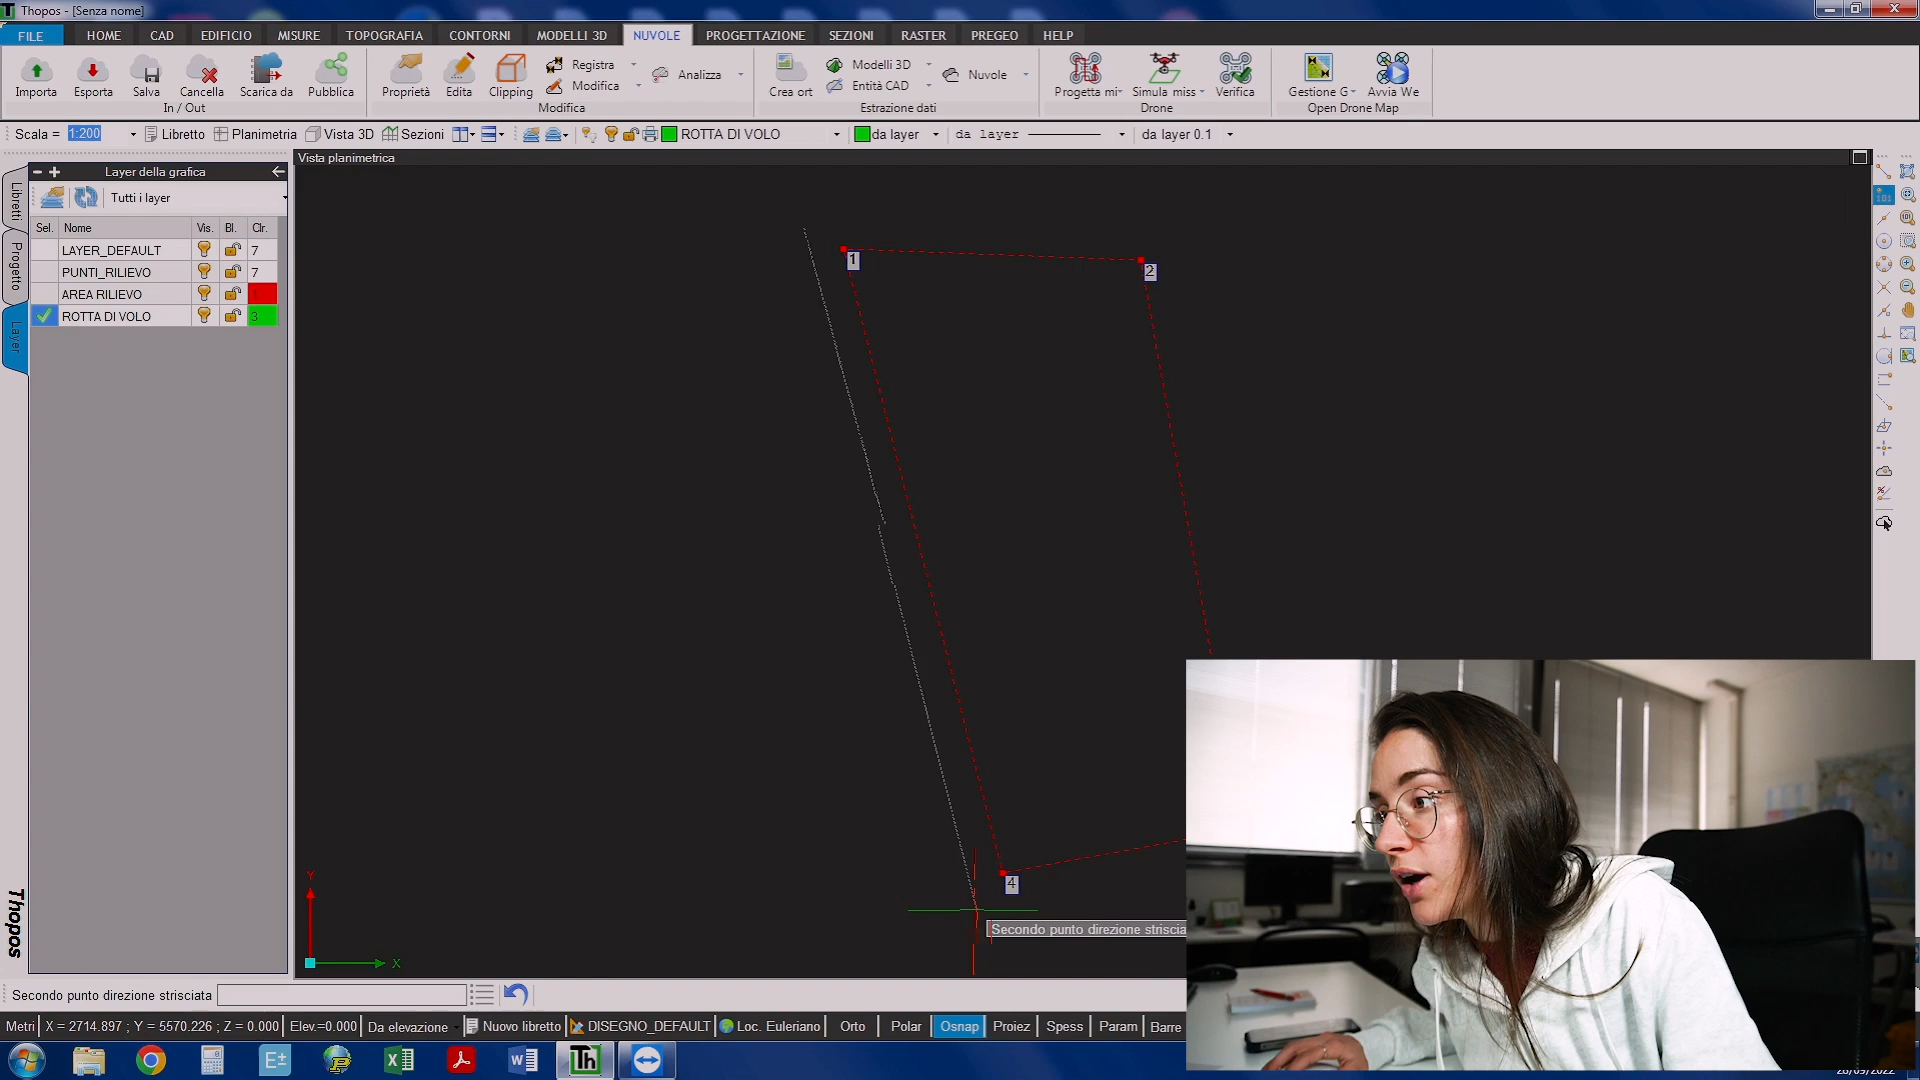 Thopos - [Senza nome]
FILE HOME CAD EDIFICIO MISURE TOPOGRAFIA CONTORNI MODELLI 3D NUVOLE PROGETTAZIONE SEZIONI RASTER PREGEO HELP
Importa Esporta Salva Cancella Scarica da Pubblica
In / Out
Proprietà Edita Clipping Registra Modifica Analizza
Modifica
Crea ort Modelli 3D Entità CAD Nuvole
Estrazione dati
Progetta mi Simula miss Verifica
Drone
Gestione G Avvia We
Open Drone Map
Scala = 1:200 Libretto Planimetria Vista 3D Sezioni ROTTA DI VOLO da layer da layer da layer 0.1
Libretti
Progetto
Layer
Layer della grafica
Tutti i layer
Sel. Nome Vis. Bl. Clr.
LAYER_DEFAULT 7
PUNTI_RILIEVO 7
AREA RILIEVO
ROTTA DI VOLO 3
Thopos
Vista planimetrica
1
2
4
Secondo punto direzione strisciata
Y
X
Secondo punto direzione strisciata
Metri X = 2714.897 ; Y = 5570.226 ; Z = 0.000 Elev.=0.000 Da elevazione Nuovo libretto DISEGNO_DEFAULT Loc. Euleriano Orto Polar Osnap Proiez Spess Param Barre
E± Th
28/09/2022